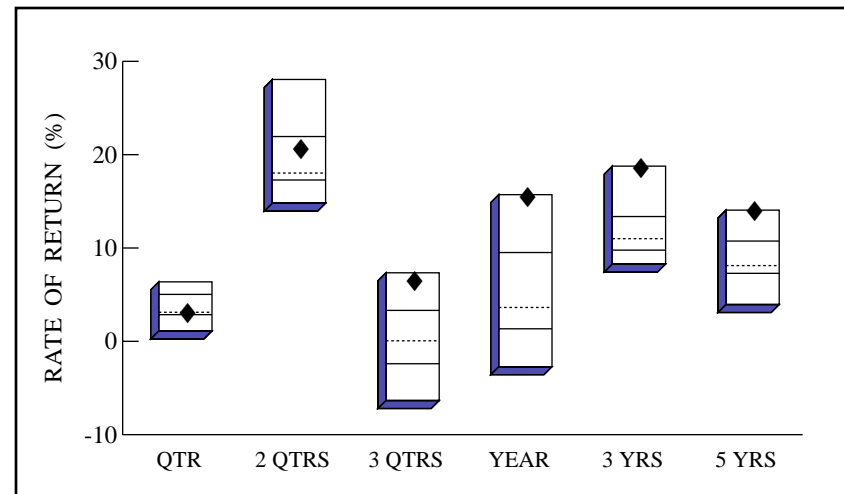 RATE OF RETURN (%)
30
20
10
0
-10
QTR 2 QTRS 3 QTRS YEAR 3 YRS 5 YRS